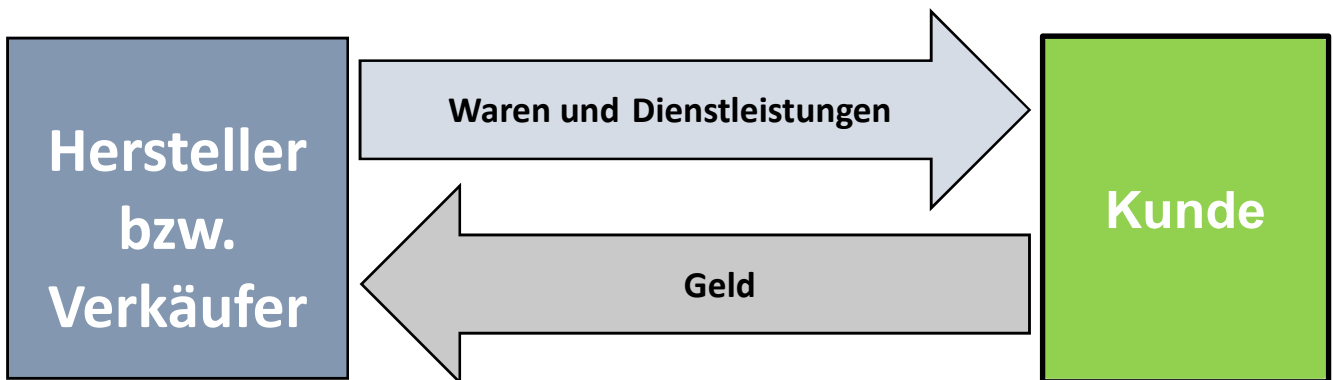 Hersteller
bzw.
Verkäufer
Waren und Dienstleistungen
Geld
Kunde